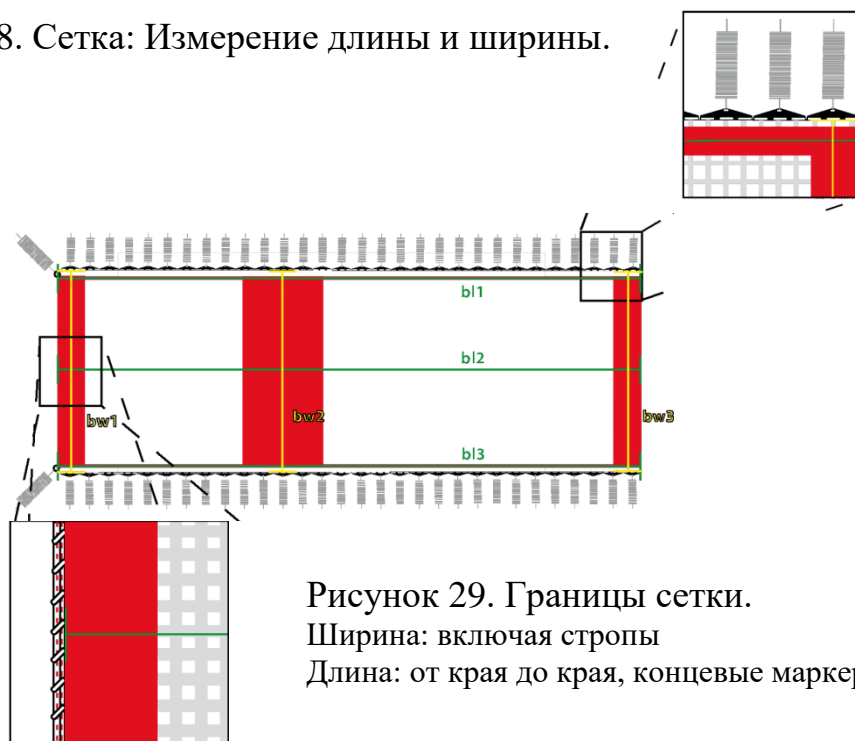 8. Сетка: Измерение длины и ширины.
bl1
bl2
bw1
bw2
bw3
bl3
Рисунок 29. Границы сетки.
Ширина: включая стропы
Длина: от края до края, концевые маркер